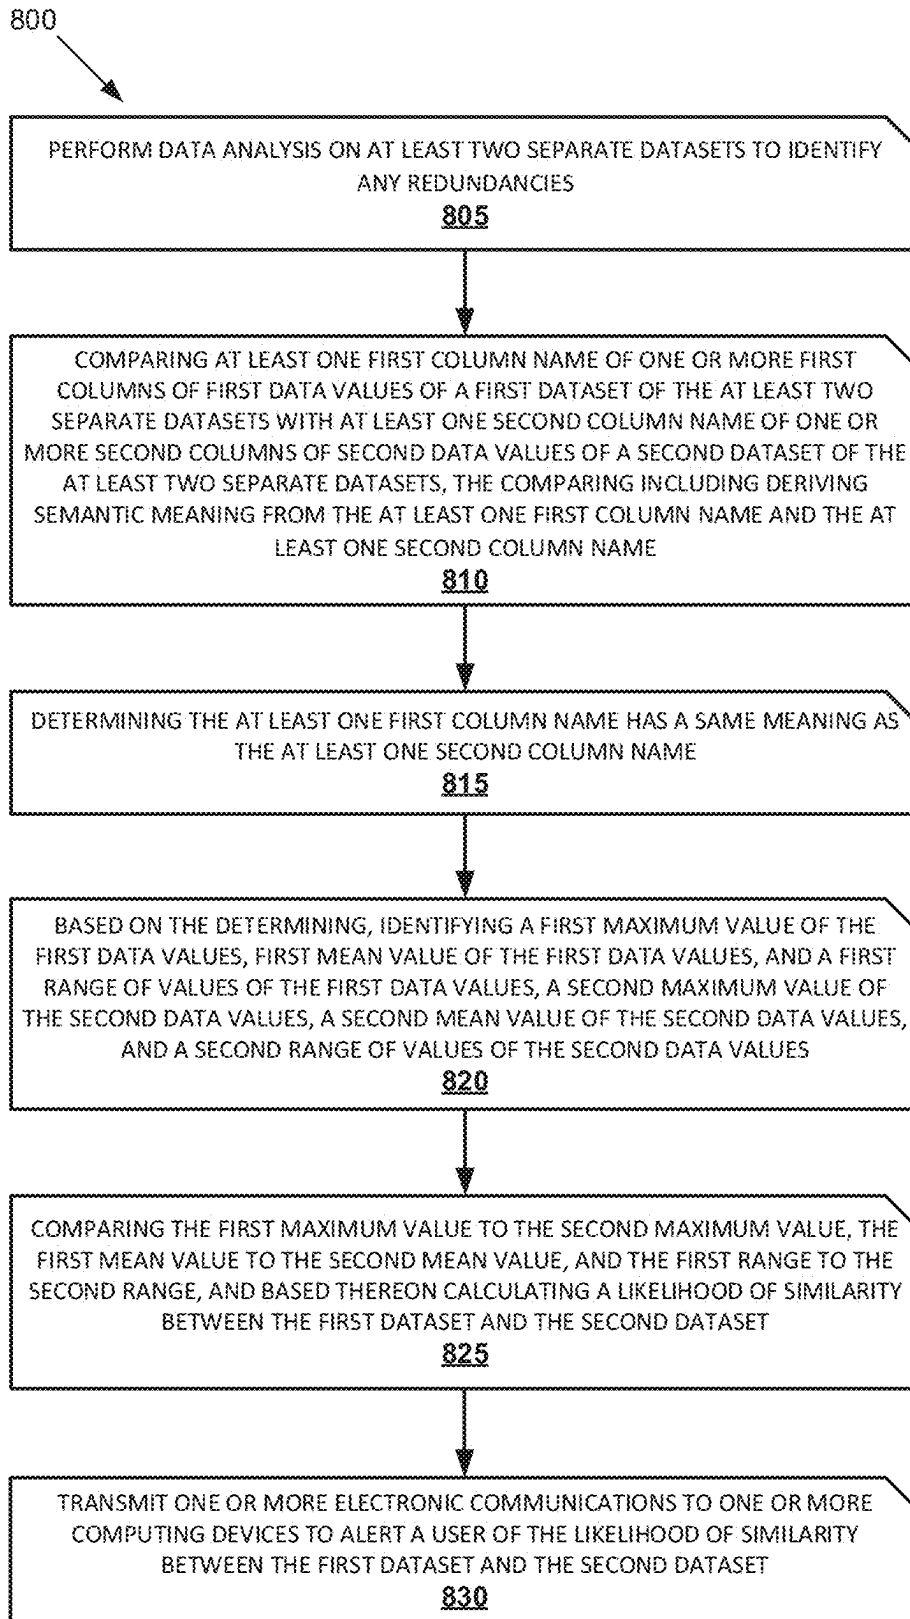 800
PERFORM DATA ANALYSIS ON AT LEAST TWO SEPARATE DATASETS TO IDENTIFY
ANY REDUNDANCIES
805
COMPARING AT LEAST ONE FIRST COLUMN NAME OF ONE OR MORE FIRST
COLUMNS OF FIRST DATA VALUES OF A FIRST DATASET OF THE AT LEAST TWO
SEPARATE DATASETS WITH AT LEAST ONE SECOND COLUMN NAME OF ONE OR
MORE SECOND COLUMNS OF SECOND DATA VALUES OF A SECOND DATASET OF THE
AT LEAST TWO SEPARATE DATASETS, THE COMPARING INCLUDING DERIVING
SEMANTIC MEANING FROM THE AT LEAST ONE FIRST COLUMN NAME AND THE AT
LEAST ONE SECOND COLUMN NAME
810
DETERMINING THE AT LEAST ONE FIRST COLUMN NAME HAS A SAME MEANING AS
THE AT LEAST ONE SECOND COLUMN NAME
815
BASED ON THE DETERMINING, IDENTIFYING A FIRST MAXIMUM VALUE OF THE
FIRST DATA VALUES, FIRST MEAN VALUE OF THE FIRST DATA VALUES, AND A FIRST
RANGE OF VALUES OF THE FIRST DATA VALUES, A SECOND MAXIMUM VALUE OF
THE SECOND DATA VALUES, A SECOND MEAN VALUE OF THE SECOND DATA VALUES,
AND A SECOND RANGE OF VALUES OF THE SECOND DATA VALUES
820
COMPARING THE FIRST MAXIMUM VALUE TO THE SECOND MAXIMUM VALUE, THE
FIRST MEAN VALUE TO THE SECOND MEAN VALUE, AND THE FIRST RANGE TO THE
SECOND RANGE, AND BASED THEREON CALCULATING A LIKELIHOOD OF SIMILARITY
BETWEEN THE FIRST DATASET AND THE SECOND DATASET
825
TRANSMIT ONE OR MORE ELECTRONIC COMMUNICATIONS TO ONE OR MORE
COMPUTING DEVICES TO ALERT A USER OF THE LIKELIHOOD OF SIMILARITY
BETWEEN THE FIRST DATASET AND THE SECOND DATASET
830